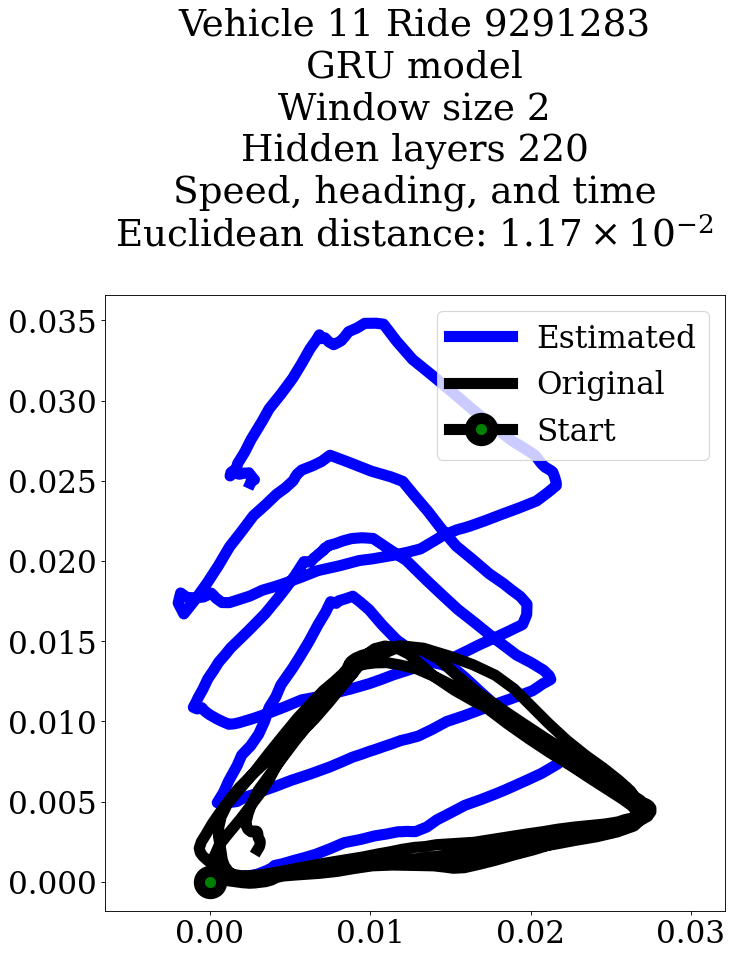 Vehicle 11 Ride 9291283
GRU model
Window size 2
Hidden layers 220
Speed, heading, and time
Euclidean distance: 1.17 × 10⁻²
0.035
0.030
0.025
0.020
0.015
0.010
0.005
0.000
Estimated
Original
Start
0.00 0.01 0.02 0.03